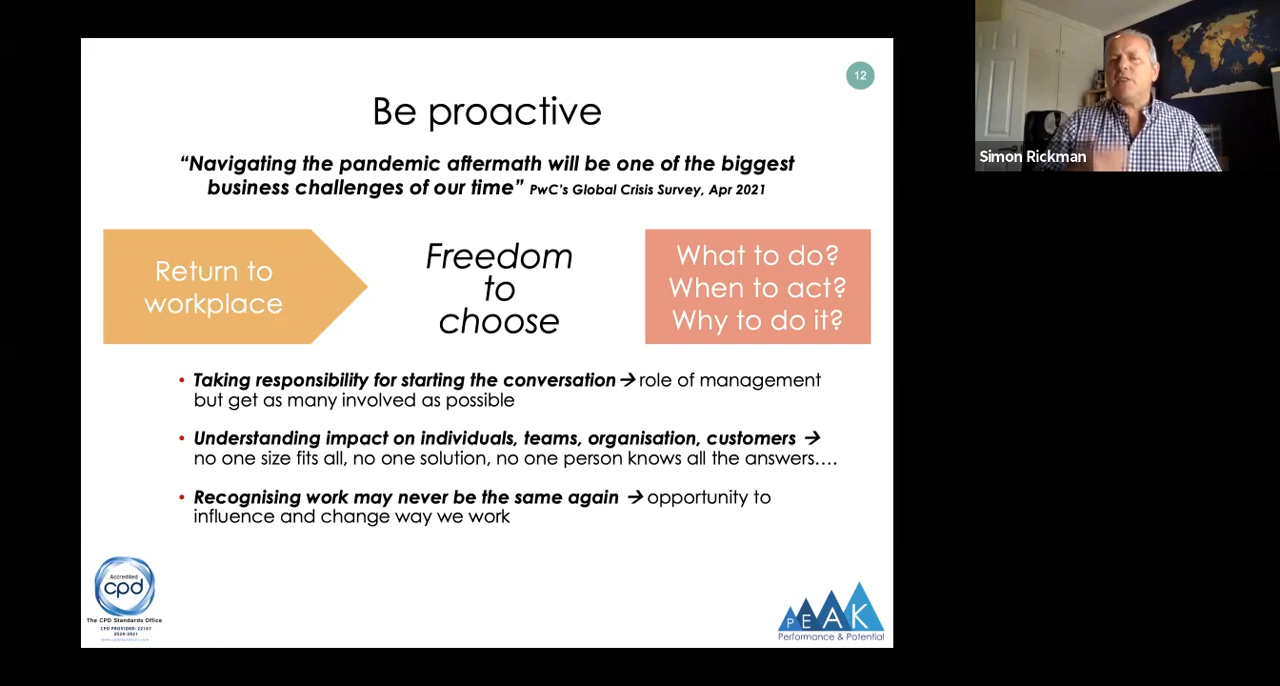 12
Be proactive
“Navigating the pandemic aftermath will be one of the biggest
business challenges of our time” PwC's Global Crisis Survey, Apr 2021
Return to
workplace
Freedom
to
choose
What to do?
When to act?
Why to do it?
• Taking responsibility for starting the conversation → role of management
but get as many involved as possible
• Understanding impact on individuals, teams, organisation, customers →
no one size fits all, no one solution, no one person knows all the answers....
• Recognising work may never be the same again → opportunity to
influence and change way we work
Accredited
cpd
The CPD Standards Office
CPD PROVIDER: 22167
2020-2021
PEAK
Performance & Potential
Simon Rickman